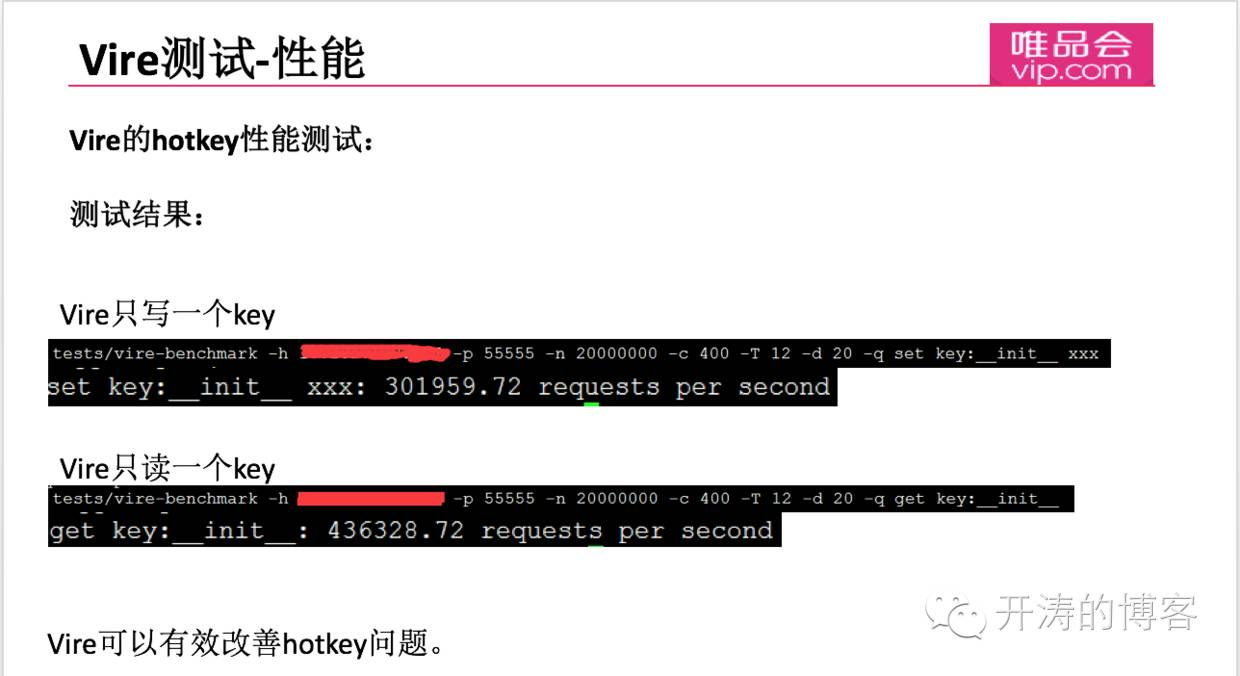 Vire测试-性能
唯品会
vip.com
Vire的hotkey性能测试：
测试结果：
Vire只写一个key
tests/vire-benchmark -h -p 55555 -n 20000000 -c 400 -T 12 -d 20 -q set key:__init__ xxx
set key:__init__ xxx: 301959.72 requests per second
Vire只读一个key
tests/vire-benchmark -h -p 55555 -n 20000000 -c 400 -T 12 -d 20 -q get key:__init__
get key:__init__: 436328.72 requests per second
开涛的博客
Vire可以有效改善hotkey问题。